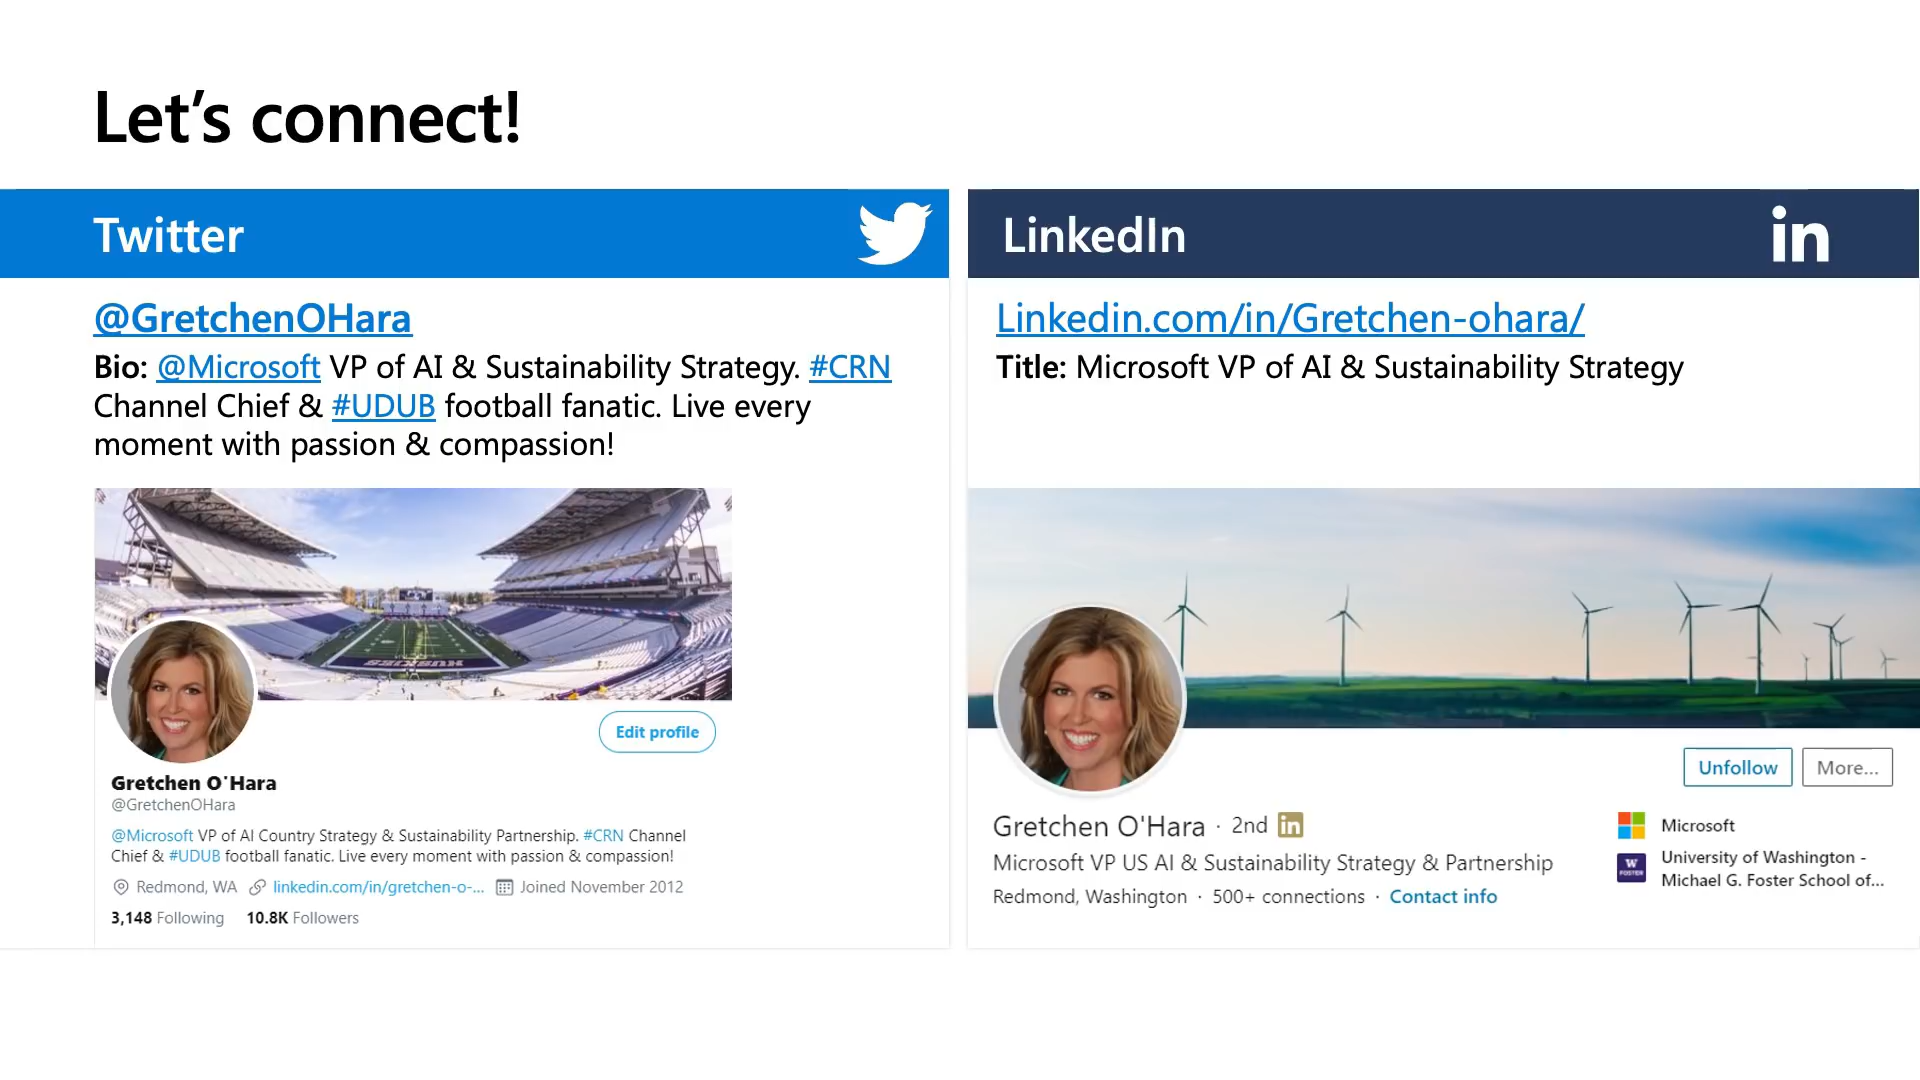 Let’s connect!
Twitter
@GretchenOHara
Bio: @Microsoft VP of AI & Sustainability Strategy. #CRN
Channel Chief & #UDUB football fanatic. Live every
moment with passion & compassion!
HUSKIES
Edit profile
Gretchen O'Hara
@GretchenOHara
@Microsoft VP of AI Country Strategy & Sustainability Partnership. #CRN Channel
Chief & #UDUB football fanatic. Live every moment with passion & compassion!
Redmond, WA linkedin.com/in/gretchen-o-... Joined November 2012
3,148 Following 10.8K Followers
LinkedIn
in
Linkedin.com/in/Gretchen-ohara/
Title: Microsoft VP of AI & Sustainability Strategy
Unfollow
More...
Gretchen O'Hara · 2nd in
Microsoft VP US AI & Sustainability Strategy & Partnership
Redmond, Washington · 500+ connections · Contact info
Microsoft
W
FOSTER
University of Washington -
Michael G. Foster School of...